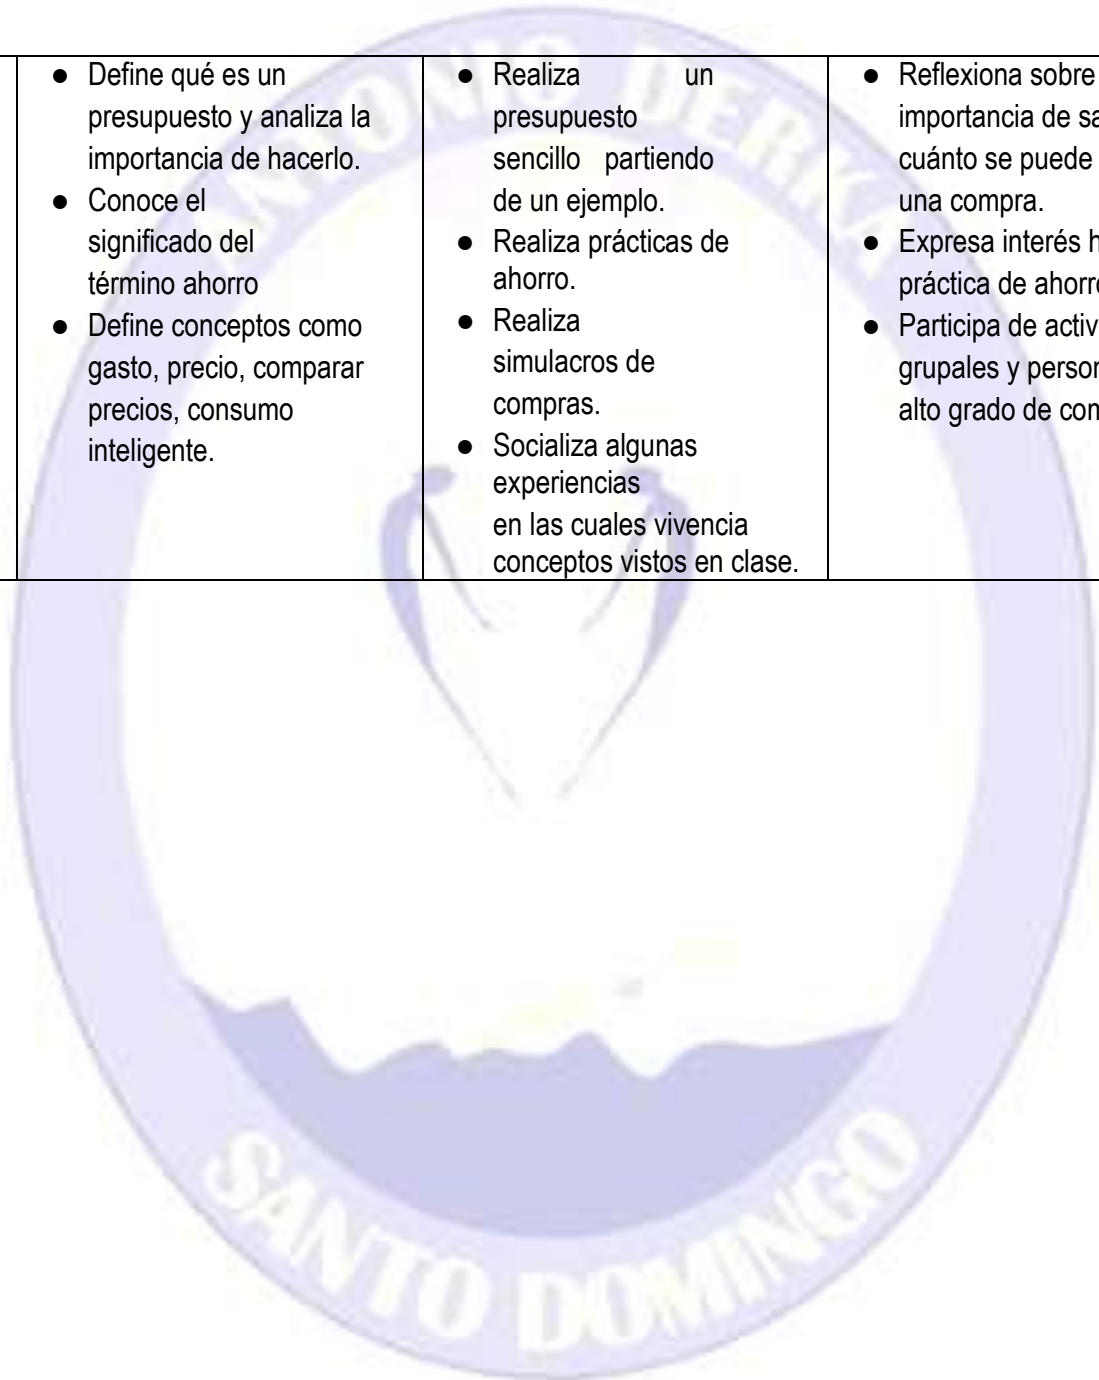 ● Define qué es un
presupuesto y analiza la
importancia de hacerlo.
● Conoce el
significado del
término ahorro
● Define conceptos como
gasto, precio, comparar
precios, consumo
inteligente.
● Realiza un
presupuesto
sencillo partiendo
de un ejemplo.
● Realiza prácticas de
ahorro.
● Realiza
simulacros de
compras.
● Socializa algunas
experiencias
en las cuales vivencia
conceptos vistos en clase.
● Reflexiona sobre
importancia de
cuánto se puede
una compra.
● Expresa interés
práctica de
● Participa de
grupales y
alto grado de
ANTONIO DERKA
SANTO DOMINGO